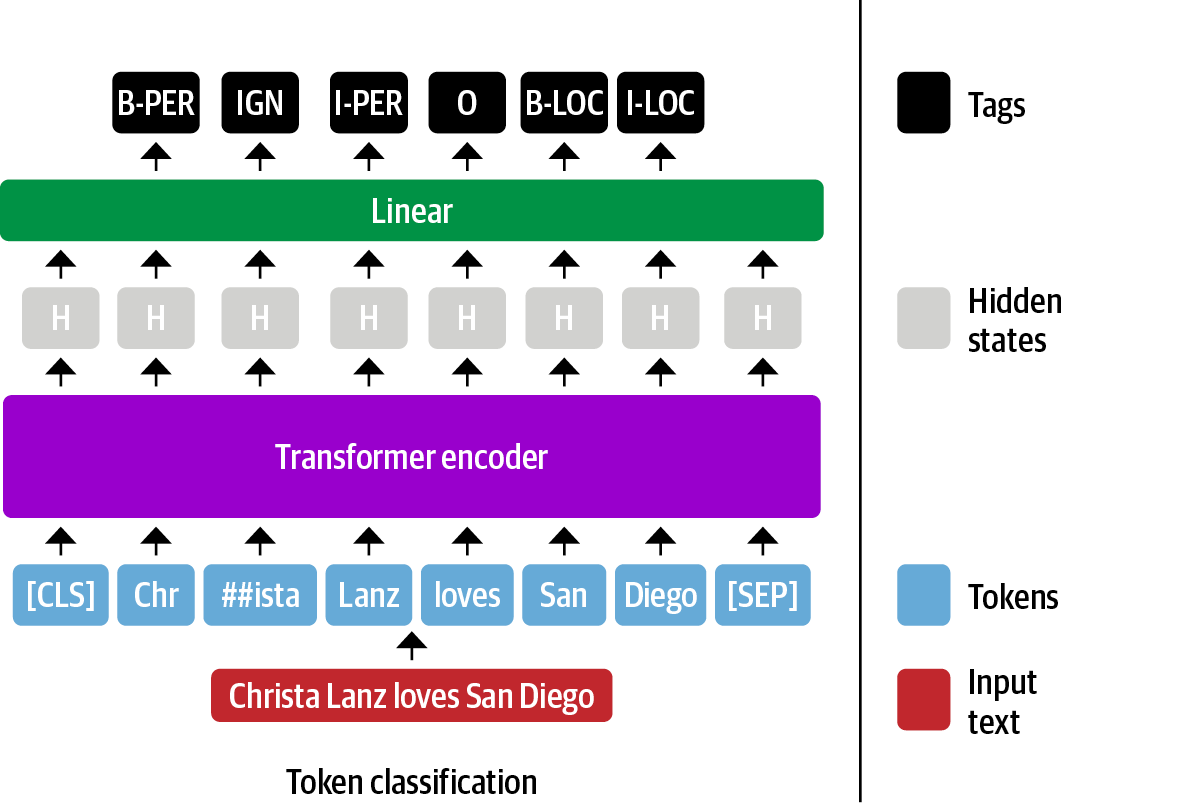 B-PER IGN I-PER O B-LOC I-LOC
Linear
H H H H H H H H
Transformer encoder
[CLS] Chr ##ista Lanz loves San Diego [SEP]
Christa Lanz loves San Diego
Token classification
Tags
Hidden
states
Tokens
Input
text